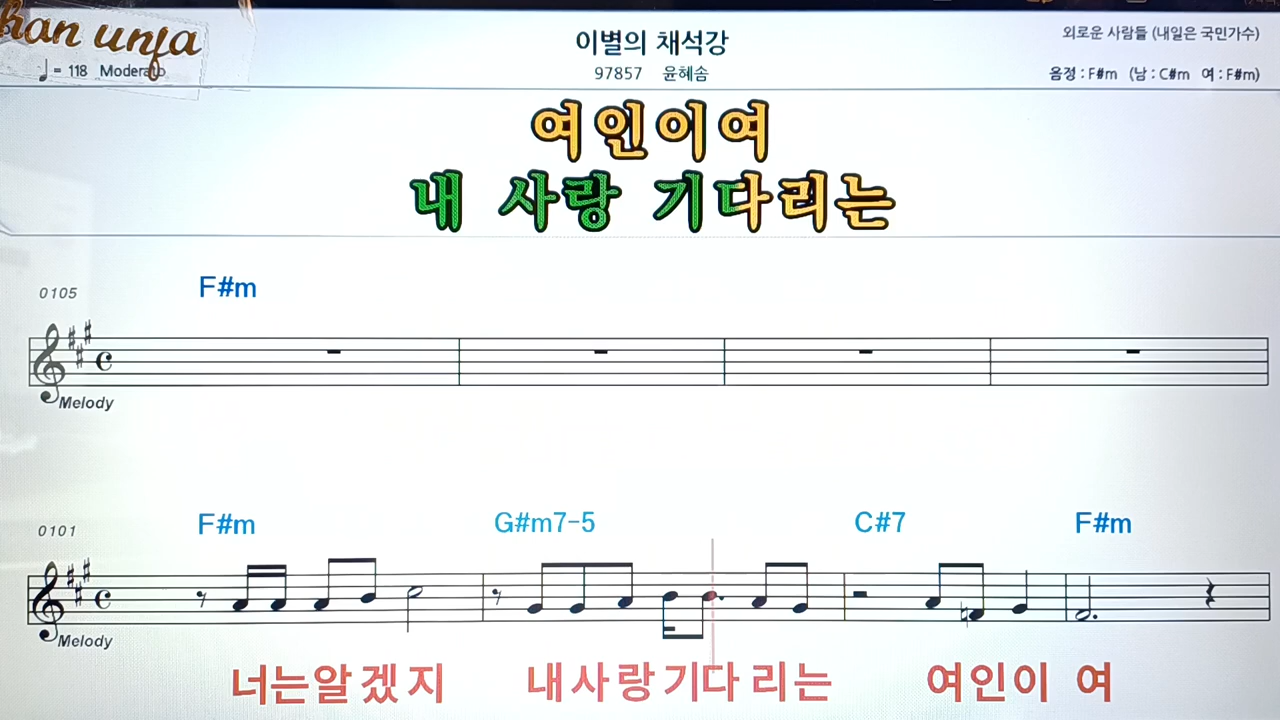 han unja
이별의 채석강
외로운 사람들 (내일은 국민가수)
♩= 118 Moderato
97857 윤혜솜
음정 : F#m (남 : C#m 여 : F#m)
여인이여
내 사랑 기다리는
0105
F#m
Melody
0101
F#m G#m7-5 C#7 F#m
Melody
너는알겠지 내사랑기다리는 여인이 여